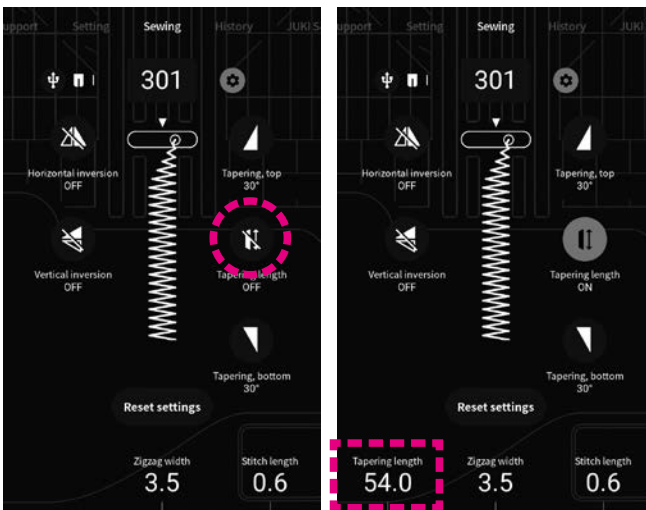 upport Setting Sewing History JUKI S
301
Horizontal inversion
OFF
Tapering, top
30°
Vertical inversion
OFF
Tapering length
OFF
Tapering, bottom
30°
Reset settings
Zigzag width
3.5
Stitch length
0.6
upport Setting Sewing History JUKI
301
Horizontal inversion
OFF
Tapering, top
30°
Vertical inversion
OFF
Tapering length
ON
Tapering, bottom
30°
Reset settings
Tapering length
54.0
Zigzag width
3.5
Stitch length
0.6